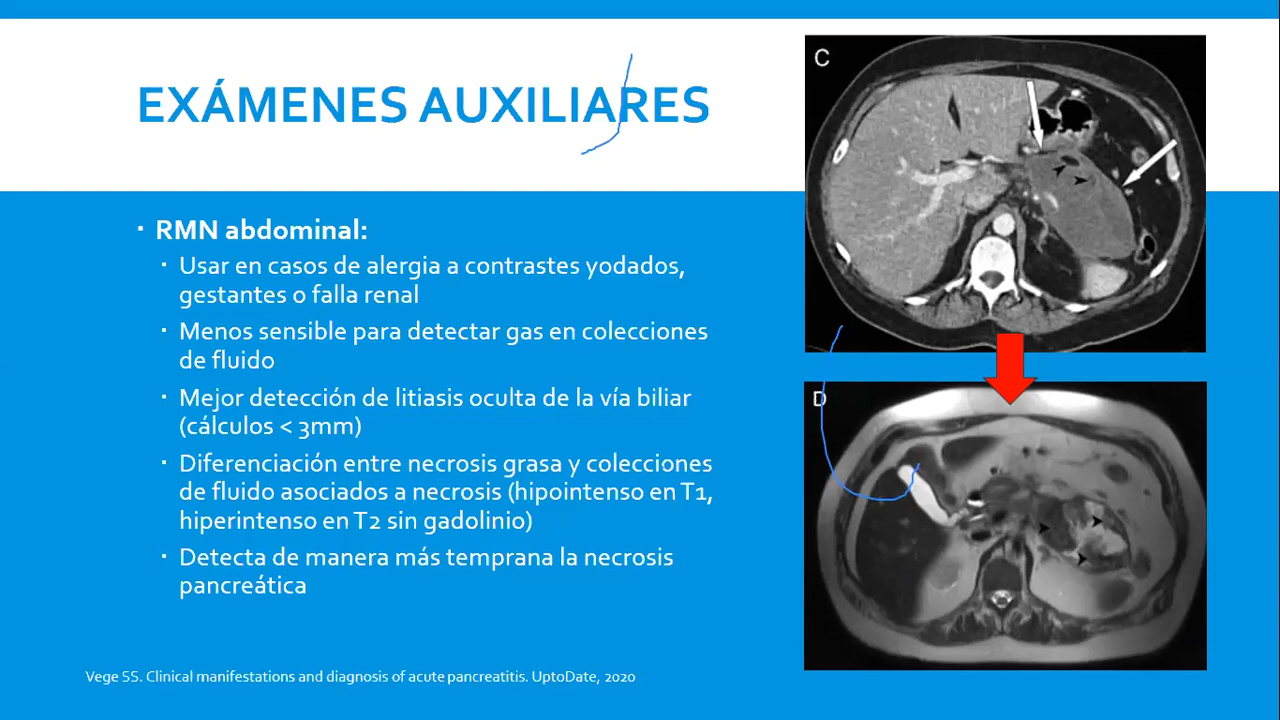 EXÁMENES AUXILIARES
▪ RMN abdominal:
▪ Usar en casos de alergia a contrastes yodados,
gestantes o falla renal
▪ Menos sensible para detectar gas en colecciones
de fluido
▪ Mejor detección de litiasis oculta de la vía biliar
(cálculos < 3mm)
▪ Diferenciación entre necrosis grasa y colecciones
de fluido asociados a necrosis (hipointenso en T1,
hiperintenso en T2 sin gadolinio)
▪ Detecta de manera más temprana la necrosis
pancreática
Vege SS. Clinical manifestations and diagnosis of acute pancreatitis. UptoDate, 2020
C
D